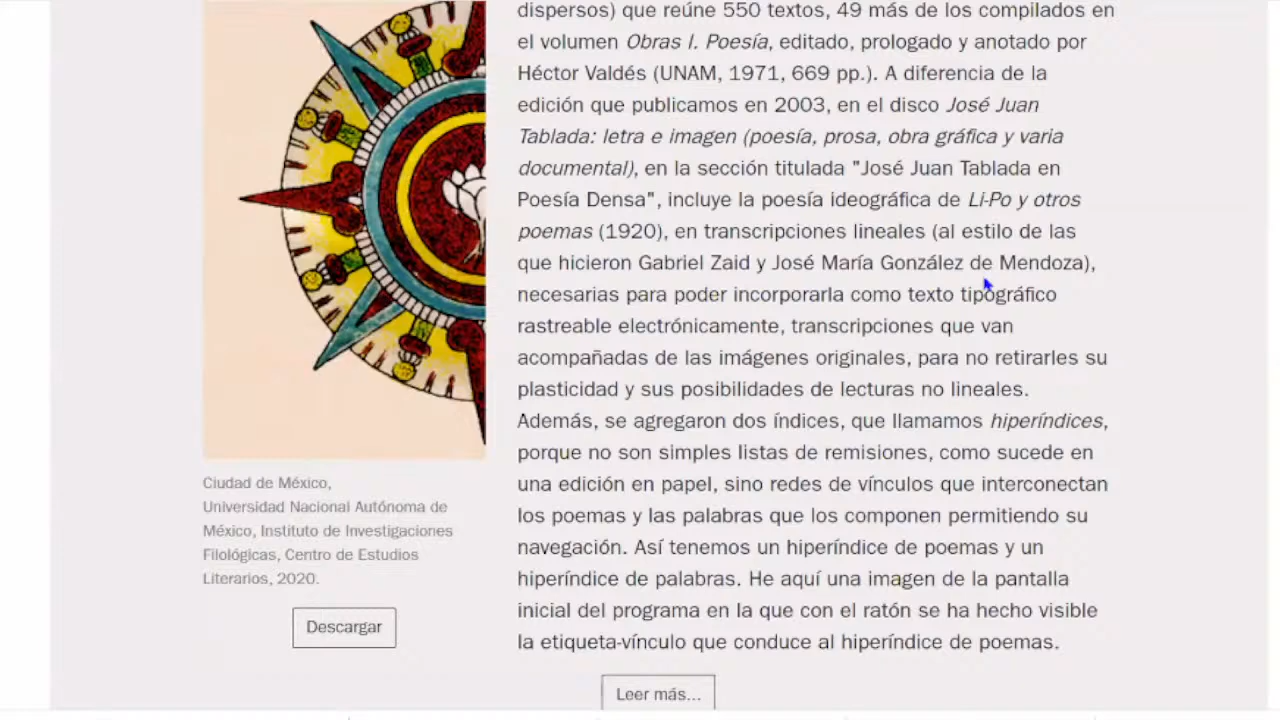 dispersos) que reúne 550 textos, 49 más de los compilados en
el volumen Obras I. Poesía, editado, prologado y anotado por
Héctor Valdés (UNAM, 1971, 669 pp.). A diferencia de la
edición que publicamos en 2003, en el disco José Juan
Tablada: letra e imagen (poesía, prosa, obra gráfica y varia
documental), en la sección titulada "José Juan Tablada en
Poesía Densa", incluye la poesía ideográfica de Li-Po y otros
poemas (1920), en transcripciones lineales (al estilo de las
que hicieron Gabriel Zaid y José María González de Mendoza),
necesarias para poder incorporarla como texto tipográfico
rastreable electrónicamente, transcripciones que van
acompañadas de las imágenes originales, para no retirarles su
plasticidad y sus posibilidades de lecturas no lineales.
Además, se agregaron dos índices, que llamamos hiperíndices,
porque no son simples listas de remisiones, como sucede en
una edición en papel, sino redes de vínculos que interconectan
los poemas y las palabras que los componen permitiendo su
navegación. Así tenemos un hiperíndice de poemas y un
hiperíndice de palabras. He aquí una imagen de la pantalla
inicial del programa en la que con el ratón se ha hecho visible
la etiqueta-vínculo que conduce al hiperíndice de poemas.
Leer más...
Ciudad de México,
Universidad Nacional Autónoma de
México, Instituto de Investigaciones
Filológicas, Centro de Estudios
Literarios, 2020.
Descargar